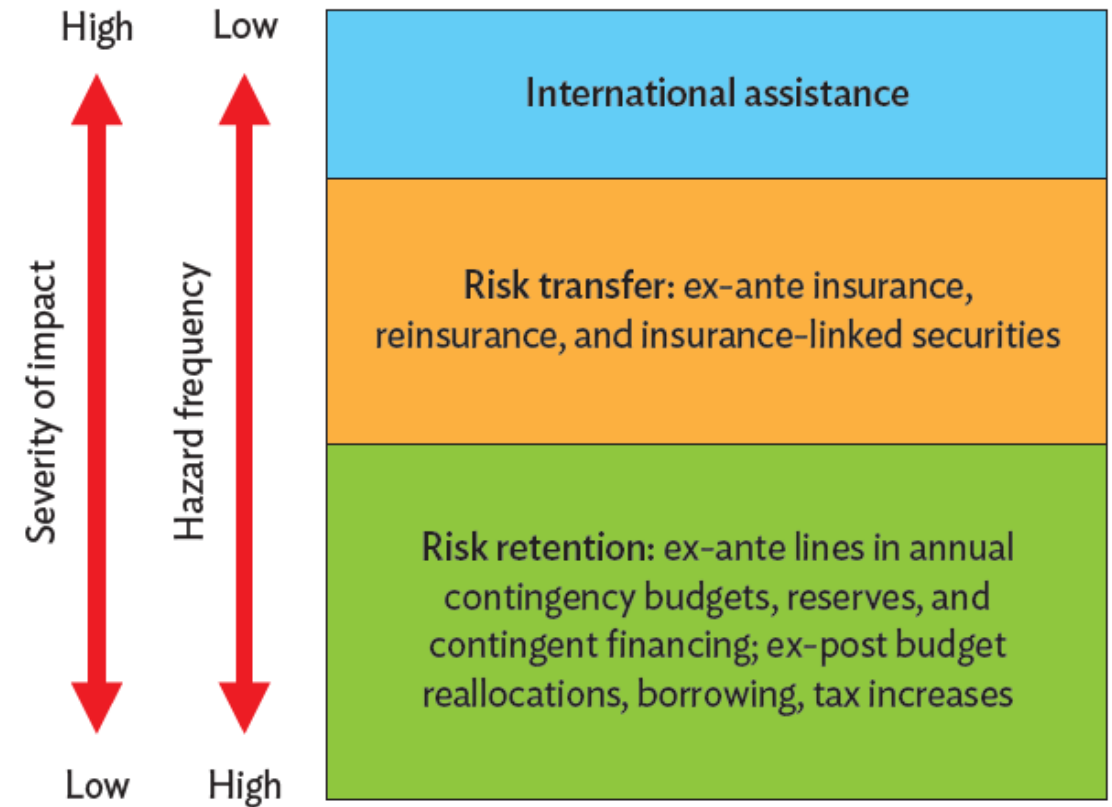 High
Low
International assistance
Risk transfer: ex-ante insurance,
reinsurance, and insurance-linked securities
Severity of impact
Hazard frequency
Risk retention: ex-ante lines in annual
contingency budgets, reserves, and
contingent financing; ex-post budget
reallocations, borrowing, tax increases
Low
High